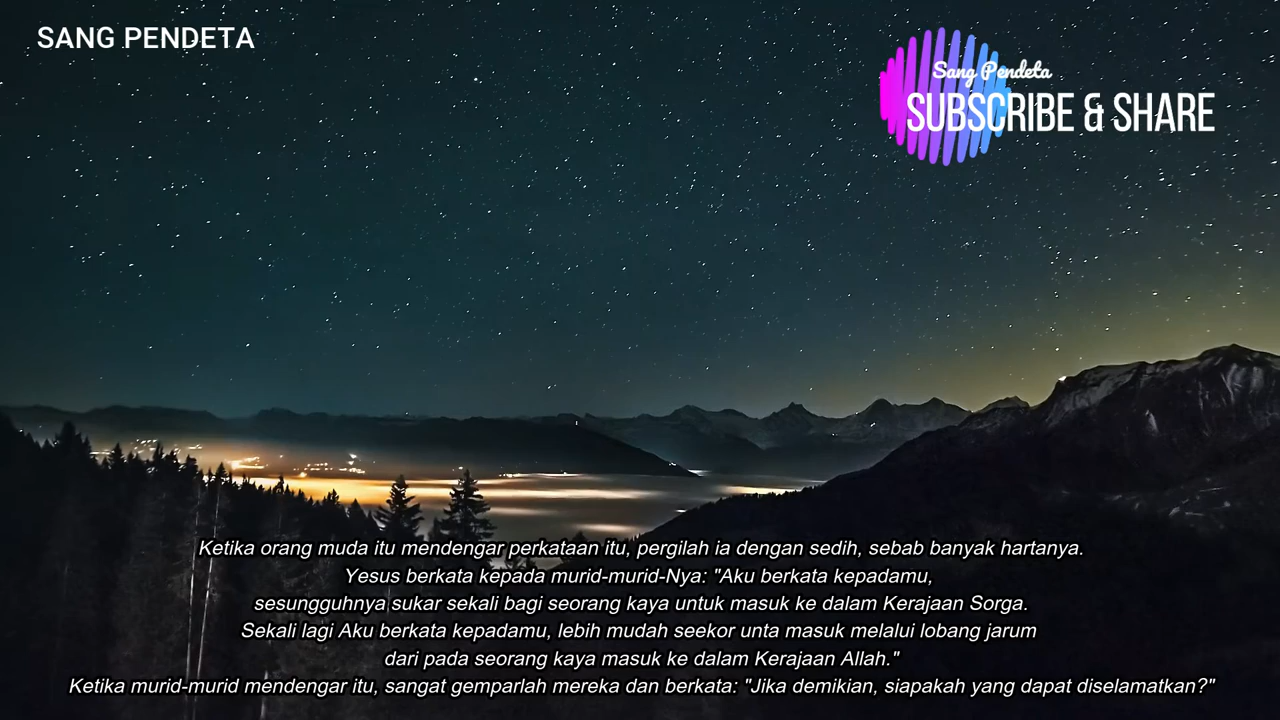 SANG PENDETA
Sang Pendeta
SUBSCRIBE & SHARE
Ketika orang muda itu mendengar perkataan itu, pergilah ia dengan sedih, sebab banyak hartanya.
Yesus berkata kepada murid-murid-Nya: "Aku berkata kepadamu,
sesungguhnya sukar sekali bagi seorang kaya untuk masuk ke dalam Kerajaan Sorga.
Sekali lagi Aku berkata kepadamu, lebih mudah seekor unta masuk melalui lobang jarum
dari pada seorang kaya masuk ke dalam Kerajaan Allah."
Ketika murid-murid mendengar itu, sangat gemparlah mereka dan berkata: "Jika demikian, siapakah yang dapat diselamatkan?"